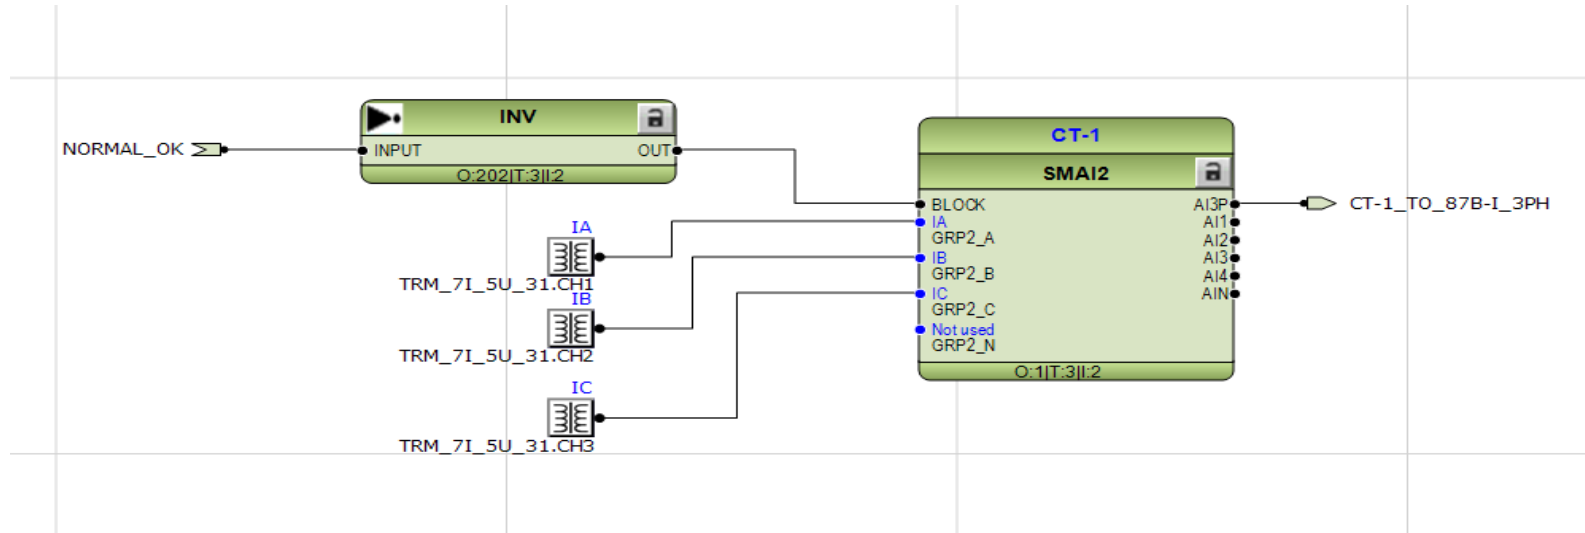 NORMAL_OK
INV
INPUT
OUT
O:202|T:3|I:2
IA
TRM_7I_5U_31.CH1
IB
TRM_7I_5U_31.CH2
IC
TRM_7I_5U_31.CH3
CT-1
SMAI2
BLOCK
IA
GRP2_A
IB
GRP2_B
IC
GRP2_C
Not used
GRP2_N
AI3P
AI1
AI2
AI3
AI4
AIN
O:1|T:3|I:2
CT-1_TO_87B-I_3PH